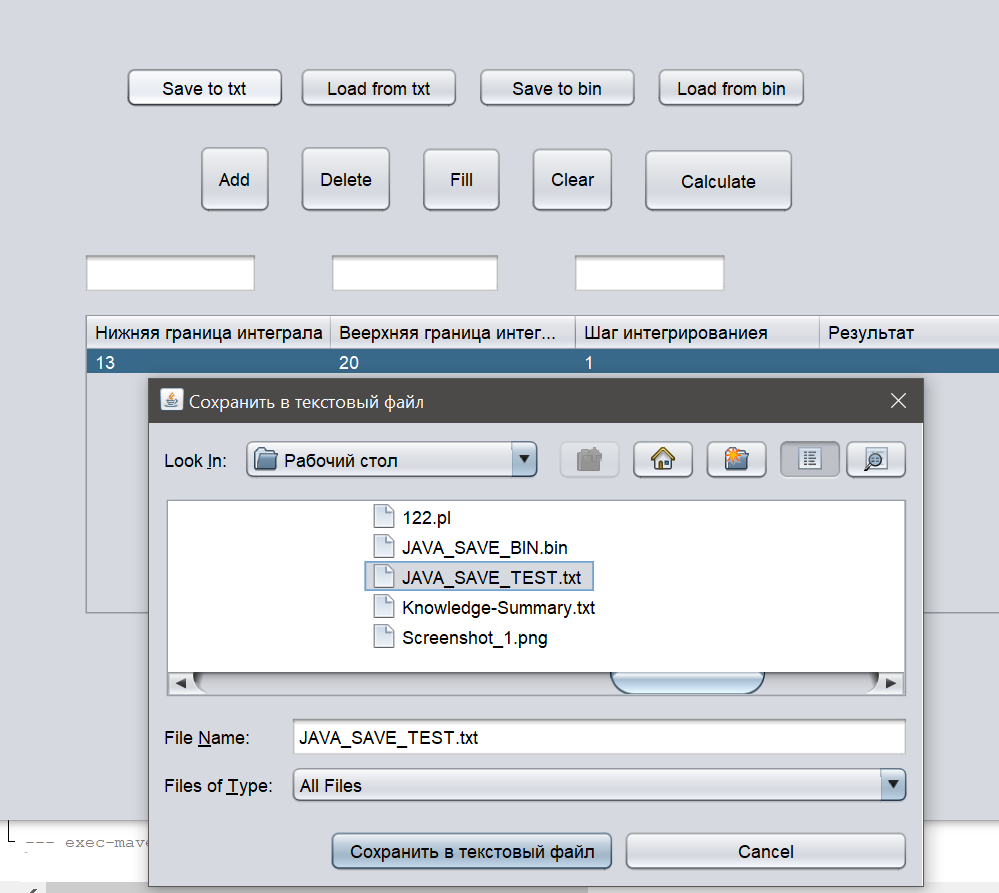 Save to txt Load from txt Save to bin Load from bin
Add Delete Fill Clear Calculate
Нижняя граница интеграла Веерхняя граница интег... Шаг интегрированиея Результат
13 20 1
Сохранить в текстовый файл
Look In: Рабочий стол
122.pl
JAVA_SAVE_BIN.bin
JAVA_SAVE_TEST.txt
Knowledge-Summary.txt
Screenshot_1.png
File Name: JAVA_SAVE_TEST.txt
Files of Type: All Files
--- exec-mave
Сохранить в текстовый файл Cancel